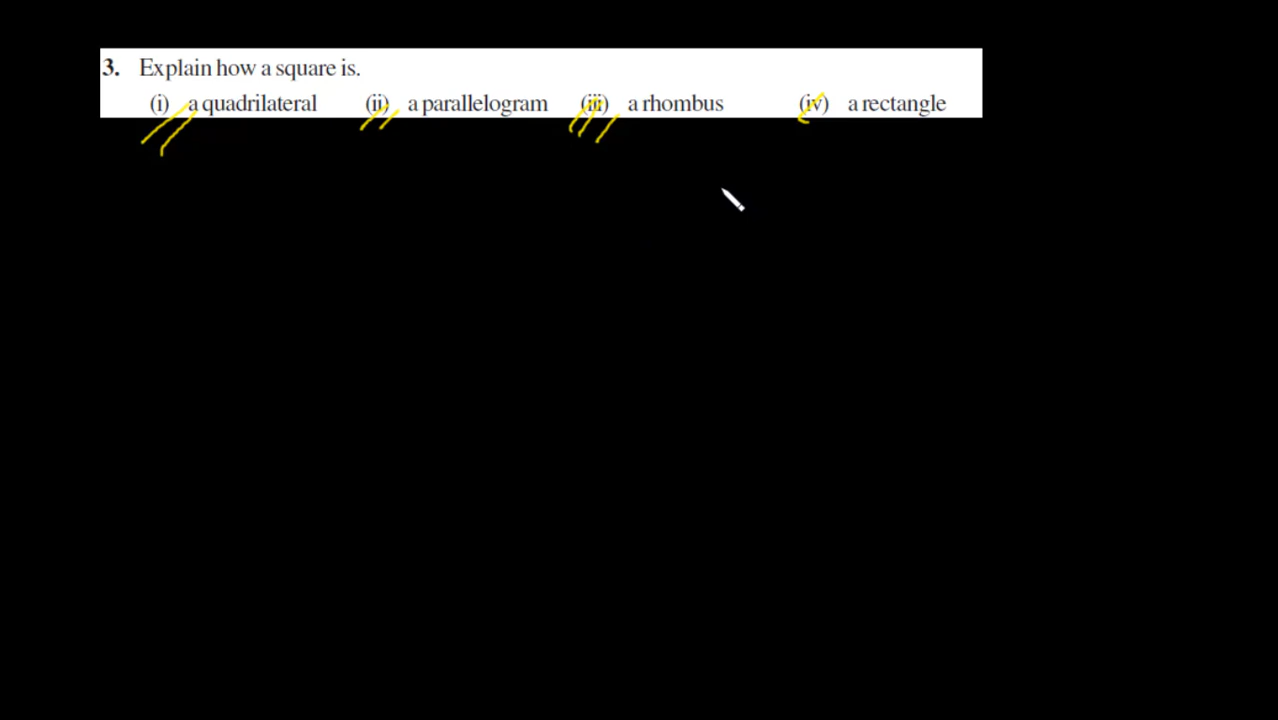 3. Explain how a square is.
(i) a quadrilateral (ii) a parallelogram (iii) a rhombus (iv) a rectangle